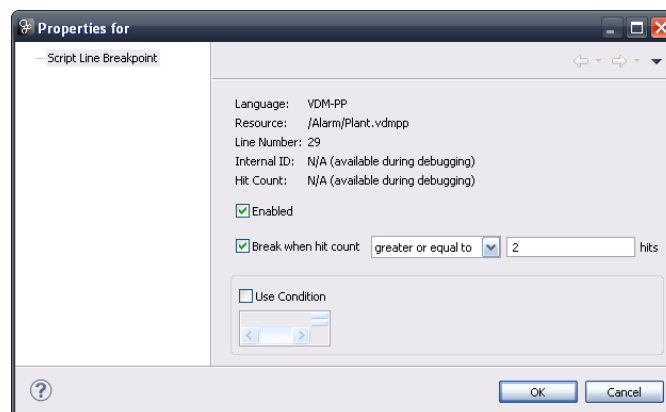 Properties for
Script Line Breakpoint
Language: VDM-PP
Resource: /Alarm/Plant.vdmpp
Line Number: 29
Internal ID: N/A (available during debugging)
Hit Count: N/A (available during debugging)
Enabled
Break when hit count greater or equal to 2 hits
Use Condition
? OK Cancel